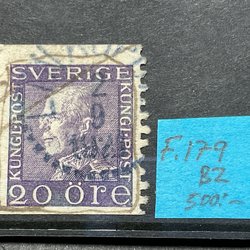 SVERIGE
KUNGL·POST
KUNGL·POST
20 ÖRE
F.179
BZ
500:-